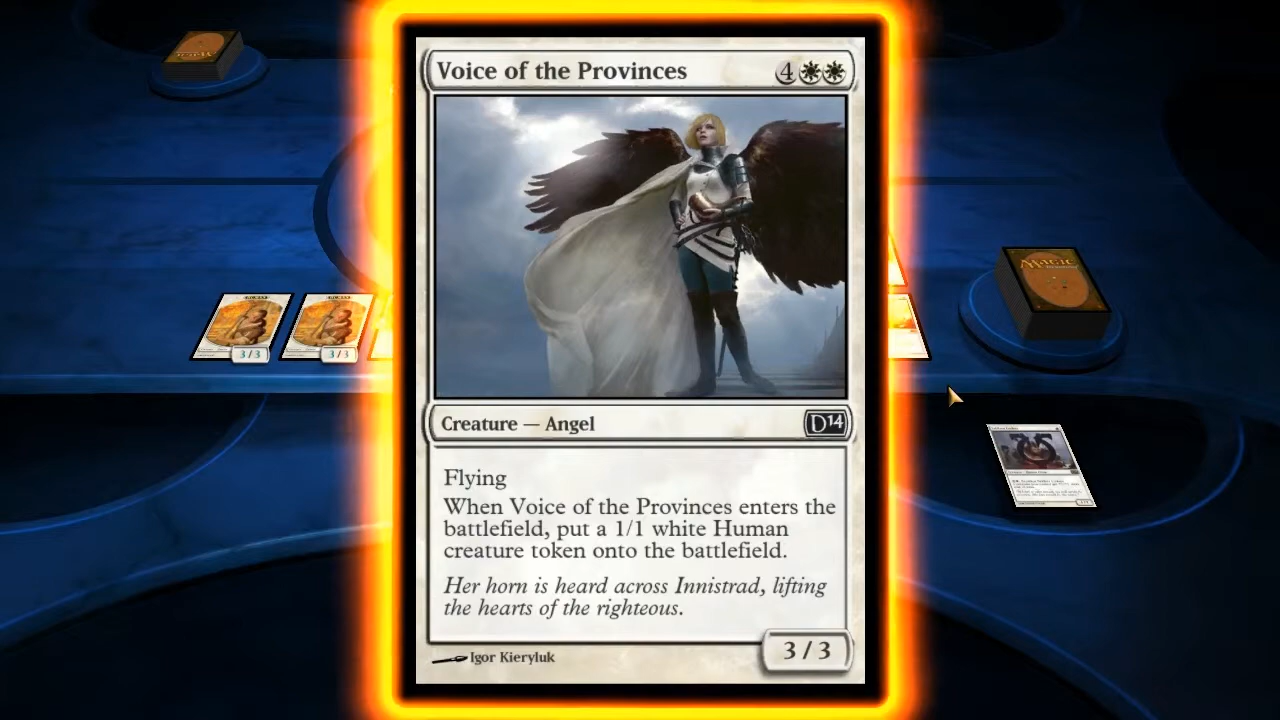 Voice of the Provinces 4
Creature — Angel
D14
Flying
When Voice of the Provinces enters the
battlefield, put a 1/1 white Human
creature token onto the battlefield.
Her horn is heard across Innistrad, lifting
the hearts of the righteous.
3 / 3
Igor Kieryluk
3/3
3/3
MAGIC